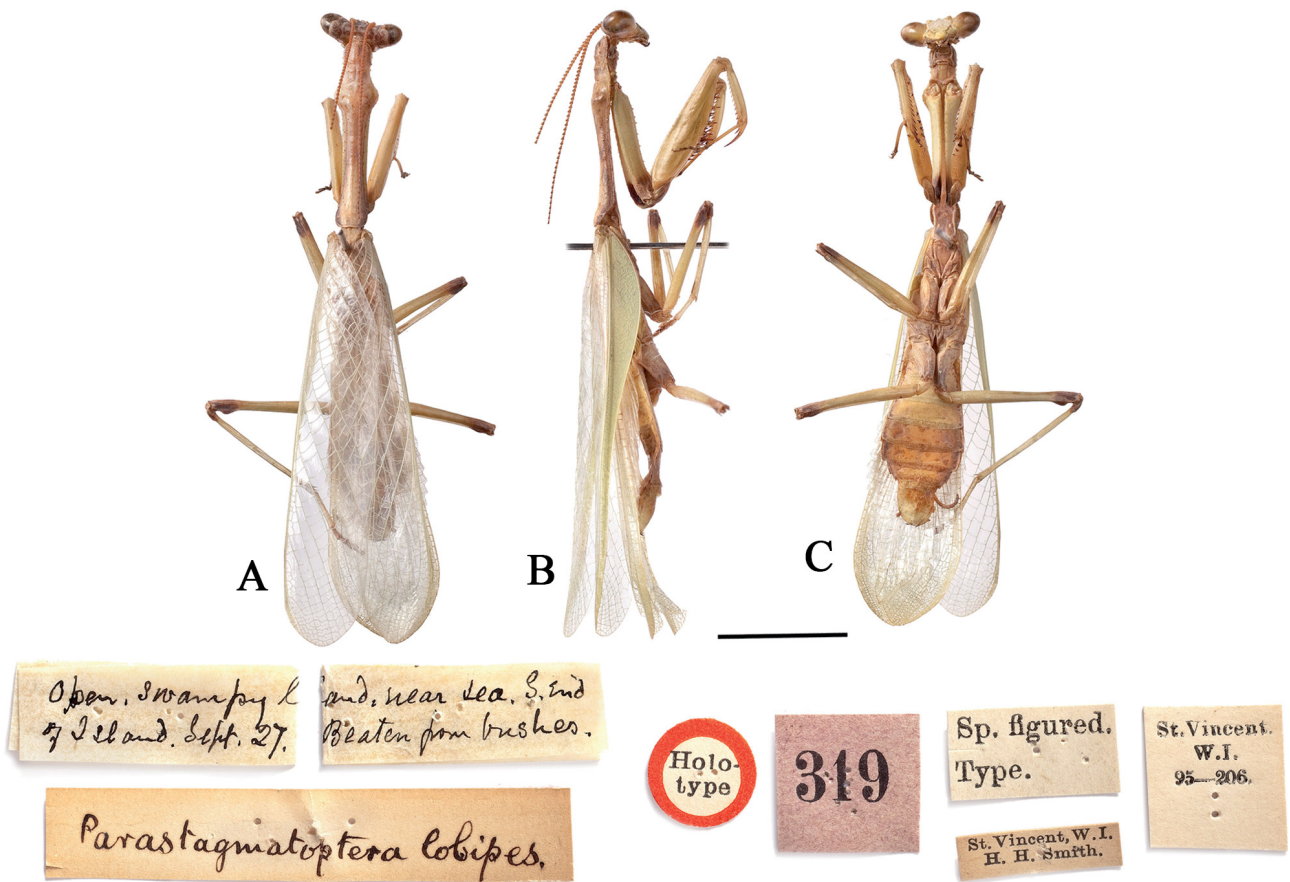 A
B
C
Open, swampy land, near sea. S. End
of Island. Sept. 27. Beaten from bushes.
Parastagmatoptera lobipes.
Holo-
type
319
Sp. figured.
Type.
St. Vincent, W.I.
H. H. Smith.
St. Vincent.
W.I.
95—206.